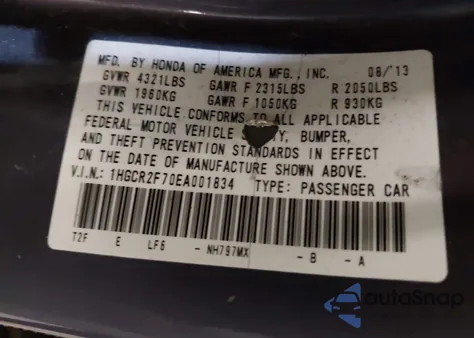 MFD. BY HONDA OF AMERICA MFG., INC. 08/13
GVWR 4321LBS GAWR F 2315LBS R 2050LBS
GVWR 1960KG GAWR F 1050KG R 930KG
THIS VEHICLE CONFORMS TO ALL APPLICABLE
FEDERAL MOTOR VEHICLE BUMPER,
AND THEFT PREVENTION STANDARDS IN EFFECT
ON THE DATE OF MANUFACTURE SHOWN ABOVE.
V.I.N.: 1HGCR2F70EA001834 TYPE: PASSENGER CAR
T2F E LF6 - NH797MX - B - A
autoSnap